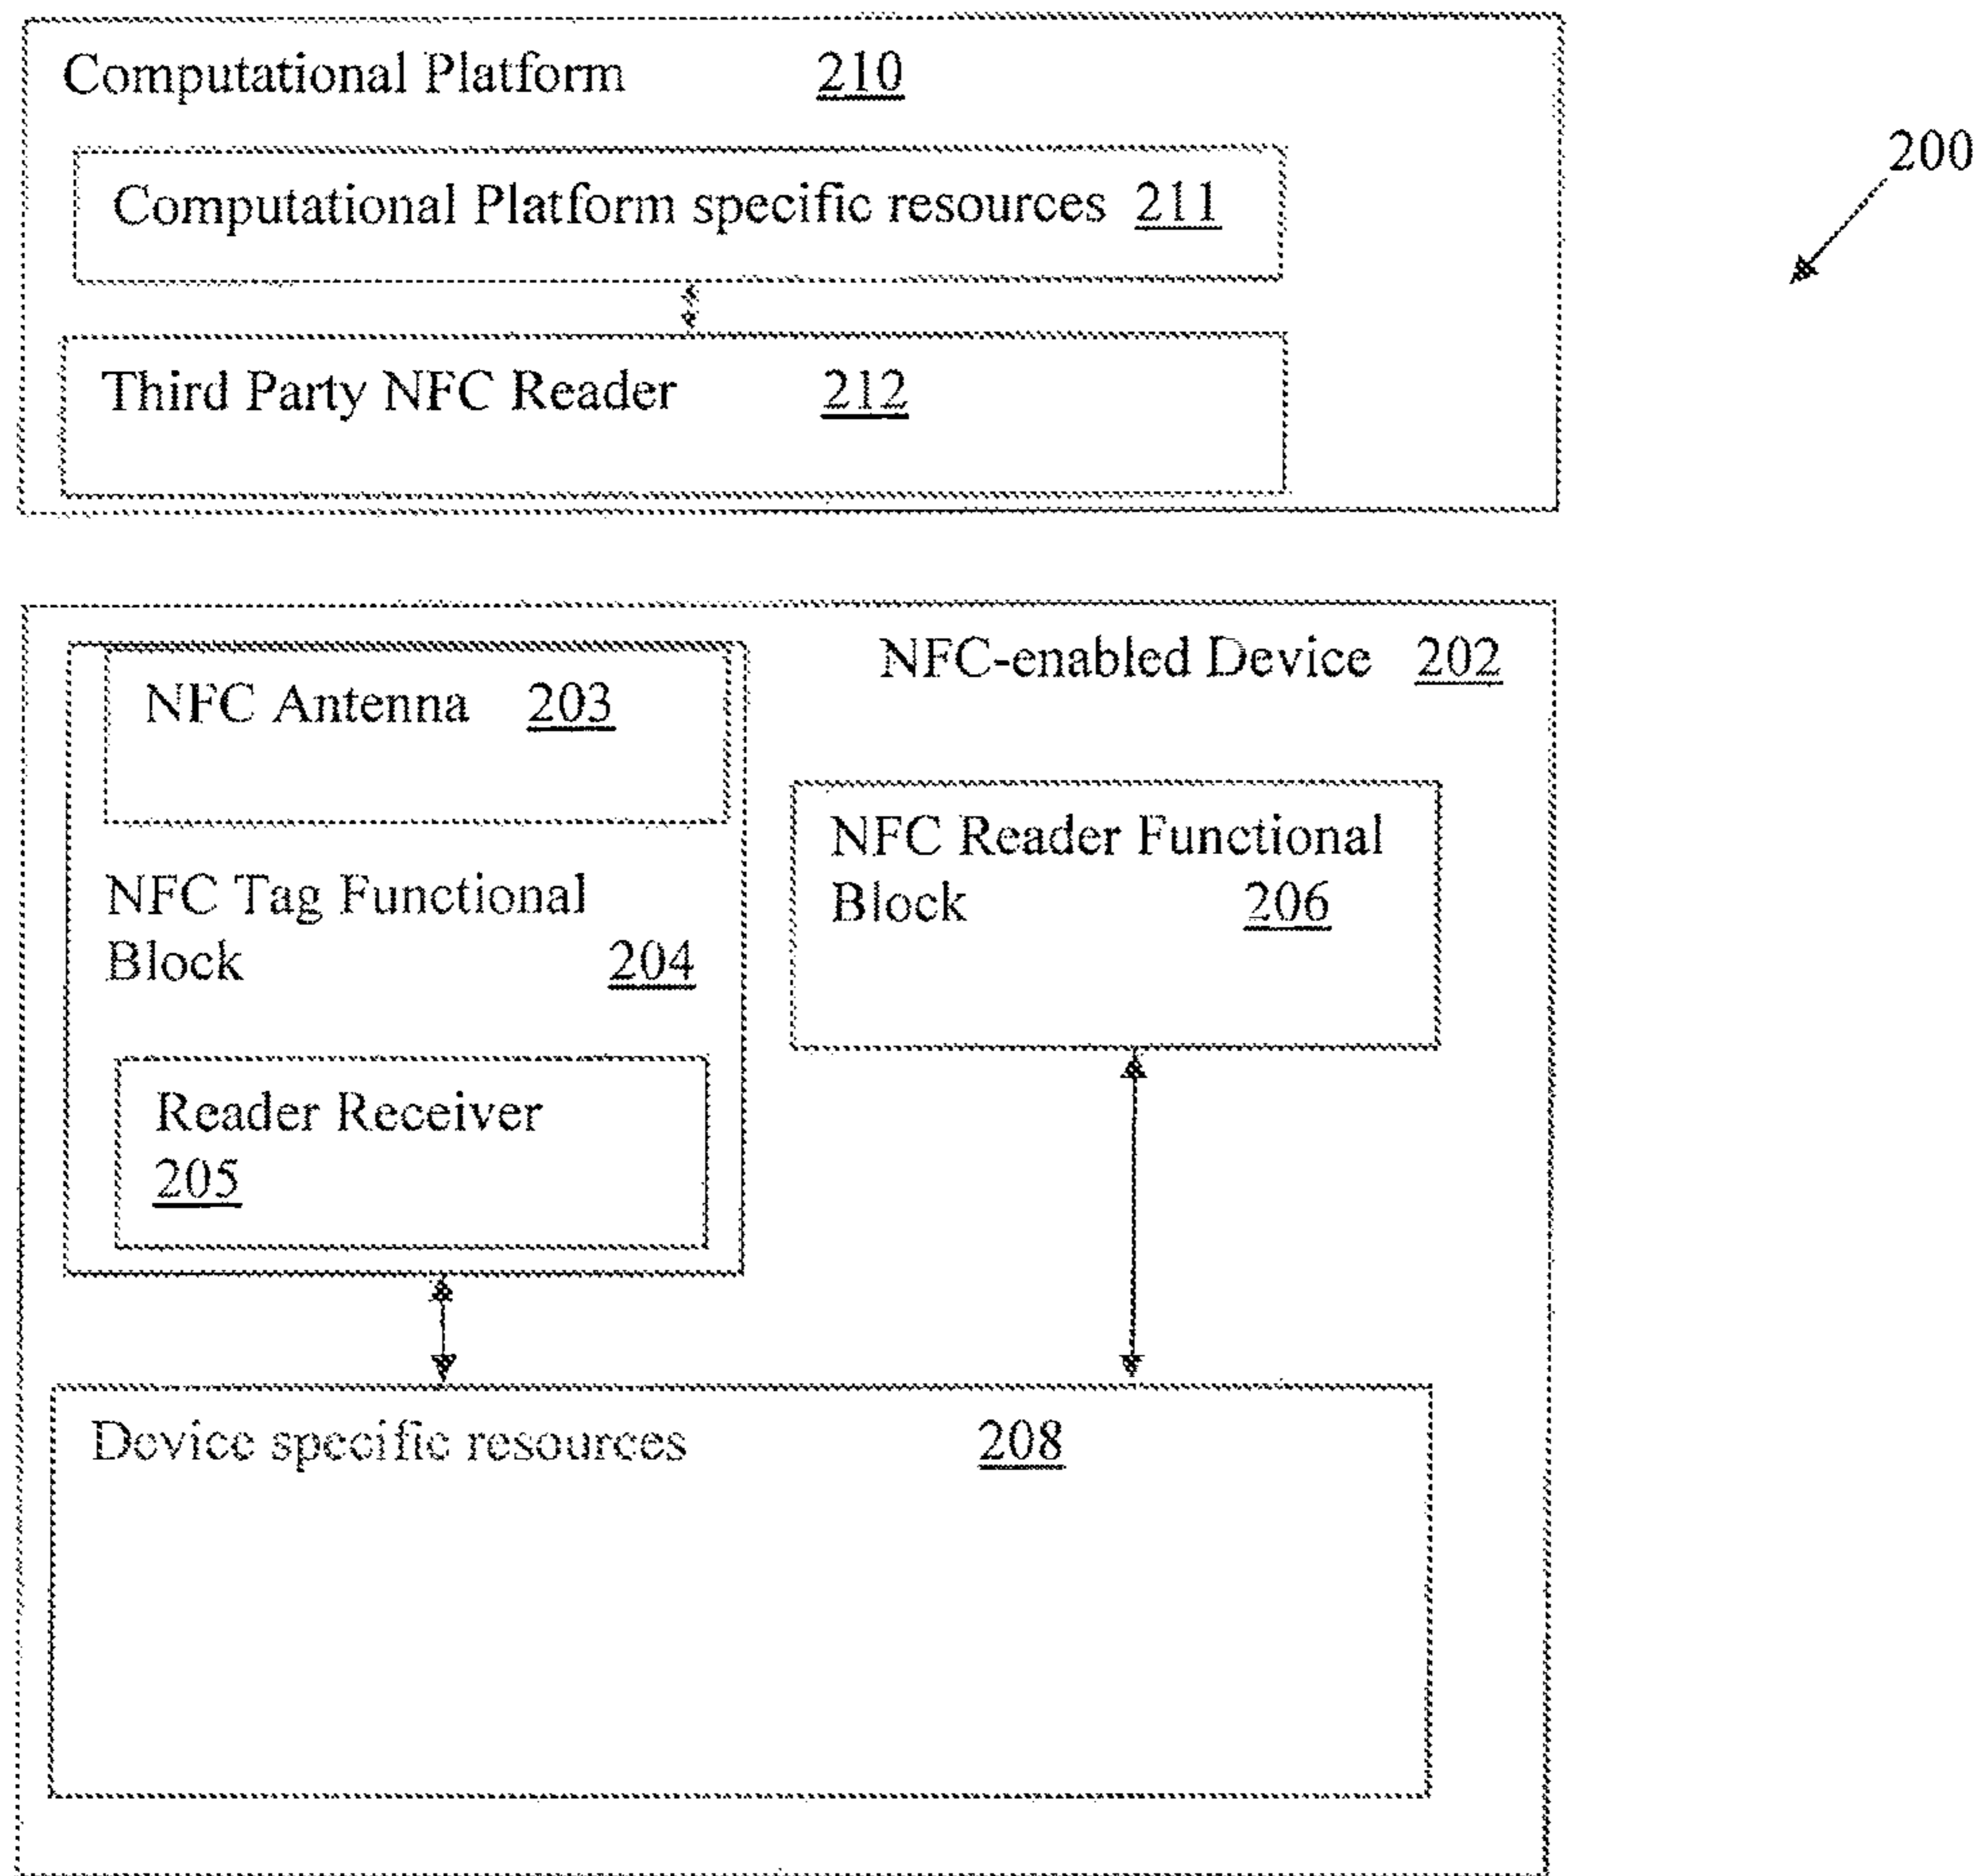 Computational Platform 210
200
Computational Platform specific resources 211
Third Party NFC Reader 212
NFC-enabled Device 202
NFC Antenna 203
NFC Tag Functional
Block 204
Reader Receiver
205
NFC Reader Functional
Block 206
Device specific resources 208